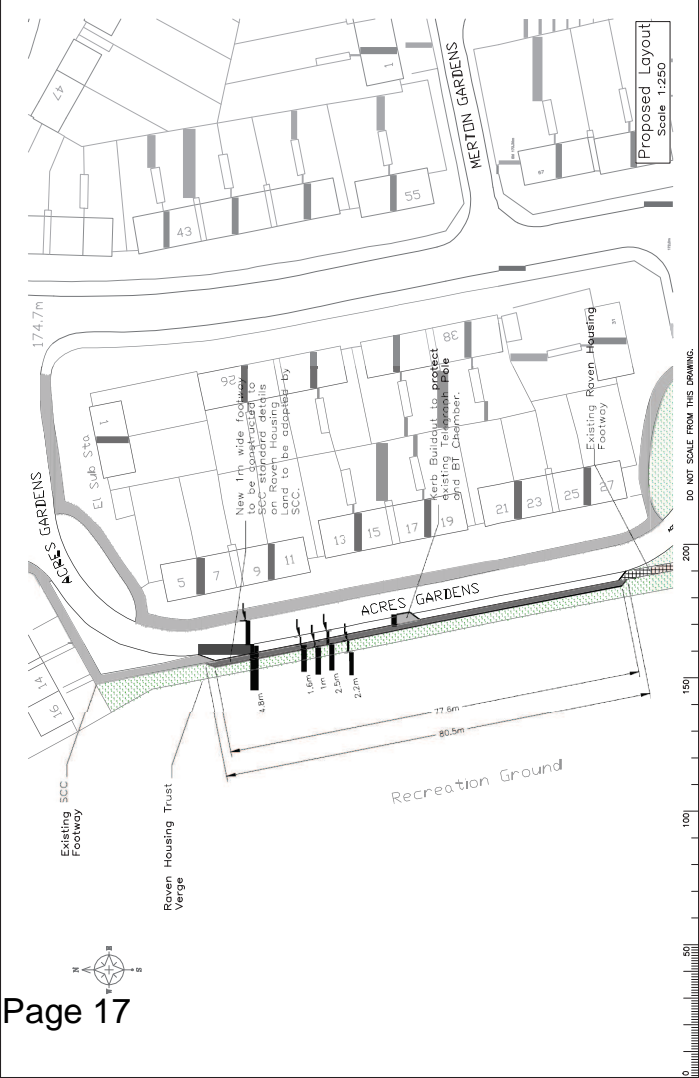 Proposed Layout
Scale 1:250
MERTON GARDENS
47
1
43
55
67
174.7m
El Sub Sta
1
26
38
31
New 1m wide footway
to be constructed to
SCC standard details
on Raven Housing
Land to be adopted by
SCC.
Kerb Buildout to protect
existing Telegraph Pole
and BT Chamber.
Existing Raven Housing
Footway
ACRES GARDENS
5
7
9
11
13
15
17
19
21
23
25
27
ACRES GARDENS
14
16
4.8m
1.6m
1m
2.5m
2.2m
77.6m
80.5m
Recreation Ground
Existing SCC
Footway
Raven Housing Trust
Verge
N
S
Page 17
DO NOT SCALE FROM THIS DRAWING.
0
50
100
150
200